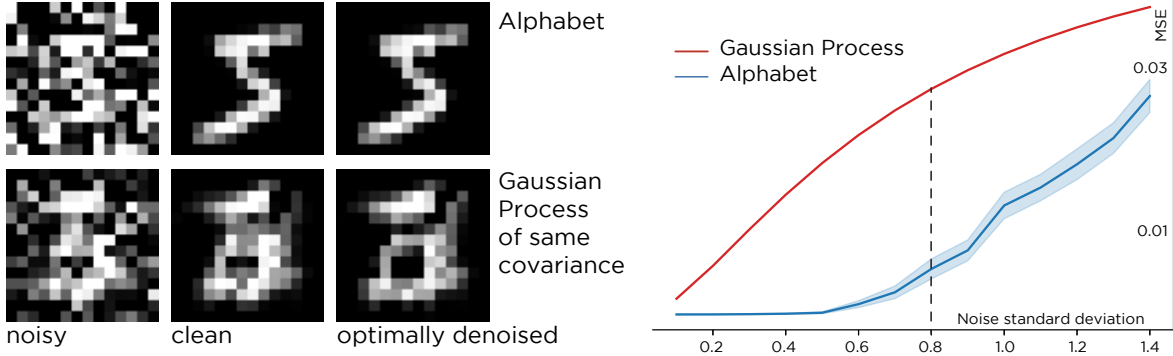 Alphabet
Gaussian
Process
of same
covariance
noisy
clean
optimally denoised
Gaussian Process
Alphabet
MSE
0.03
0.01
Noise standard deviation
0.2
0.4
0.6
0.8
1.0
1.2
1.4